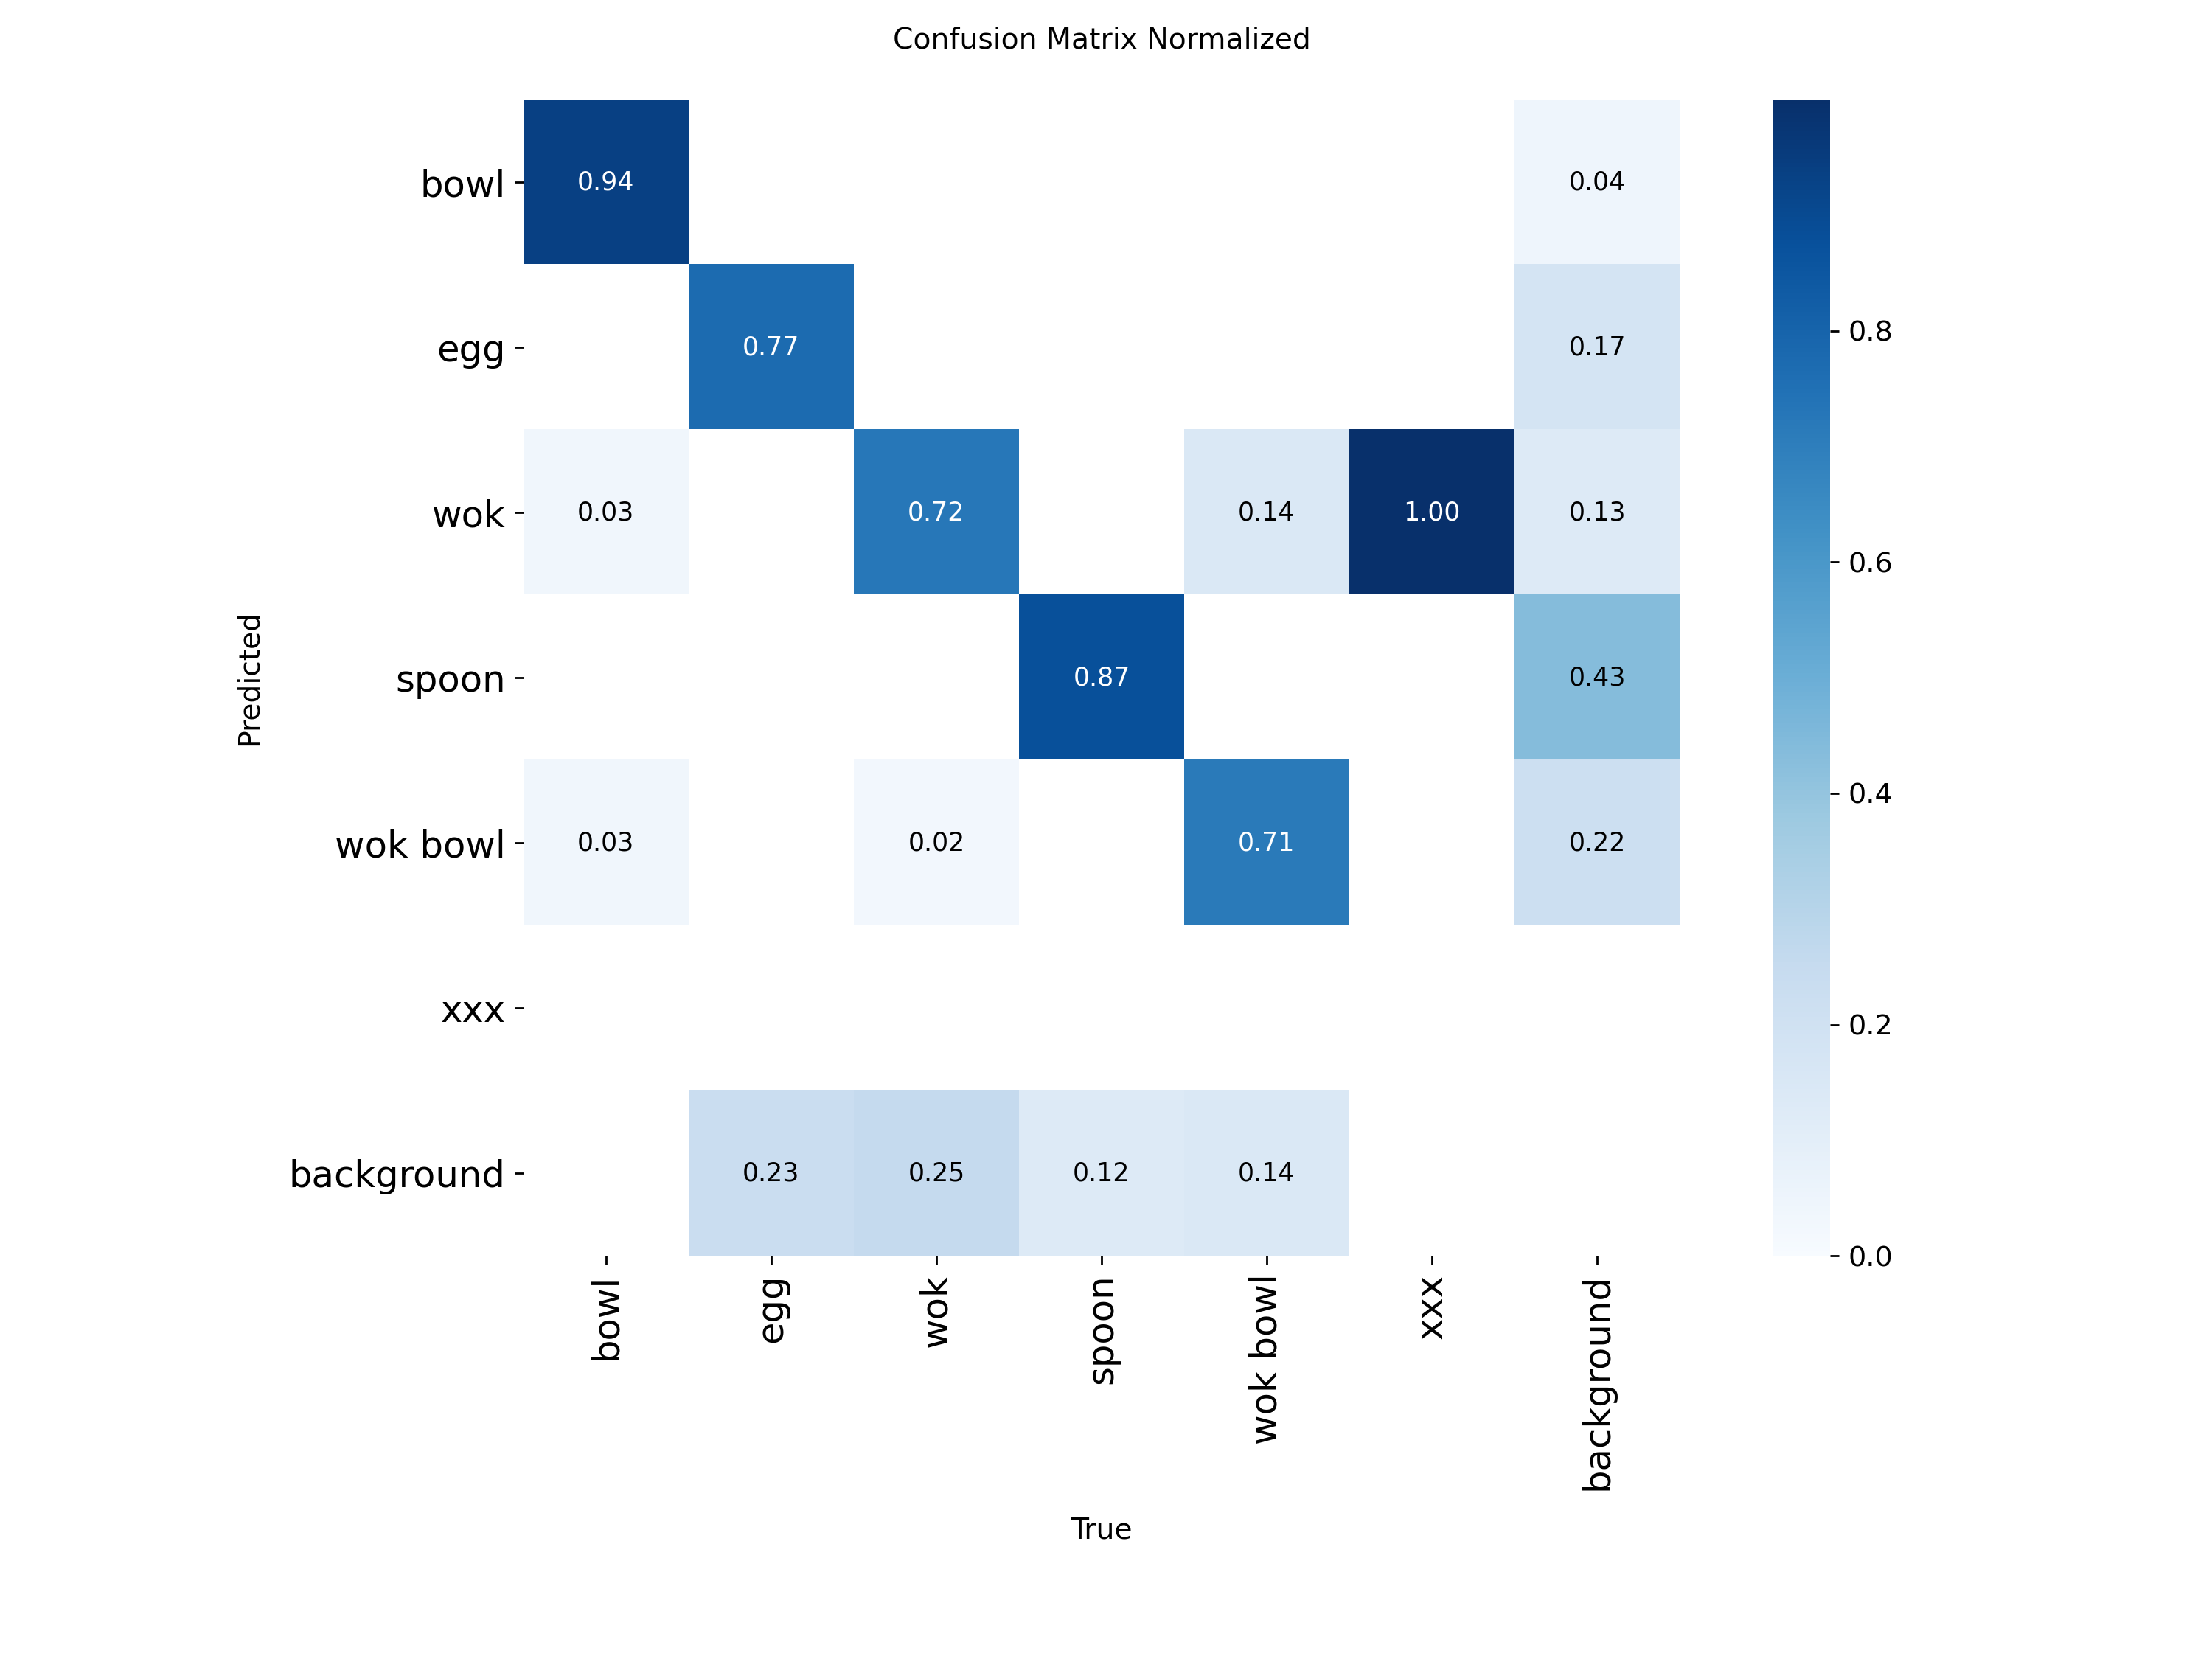 Confusion Matrix Normalized
bowl
0.94
0.04
egg
0.77
0.17
0.8
wok
0.03
0.72
0.14
1.00
0.13
0.6
Predicted
spoon
0.87
0.43
0.4
wok bowl
0.03
0.02
0.71
0.22
xxx
0.2
background
0.23
0.25
0.12
0.14
0.0
bowl
egg
wok
spoon
wok bowl
xxx
background
True